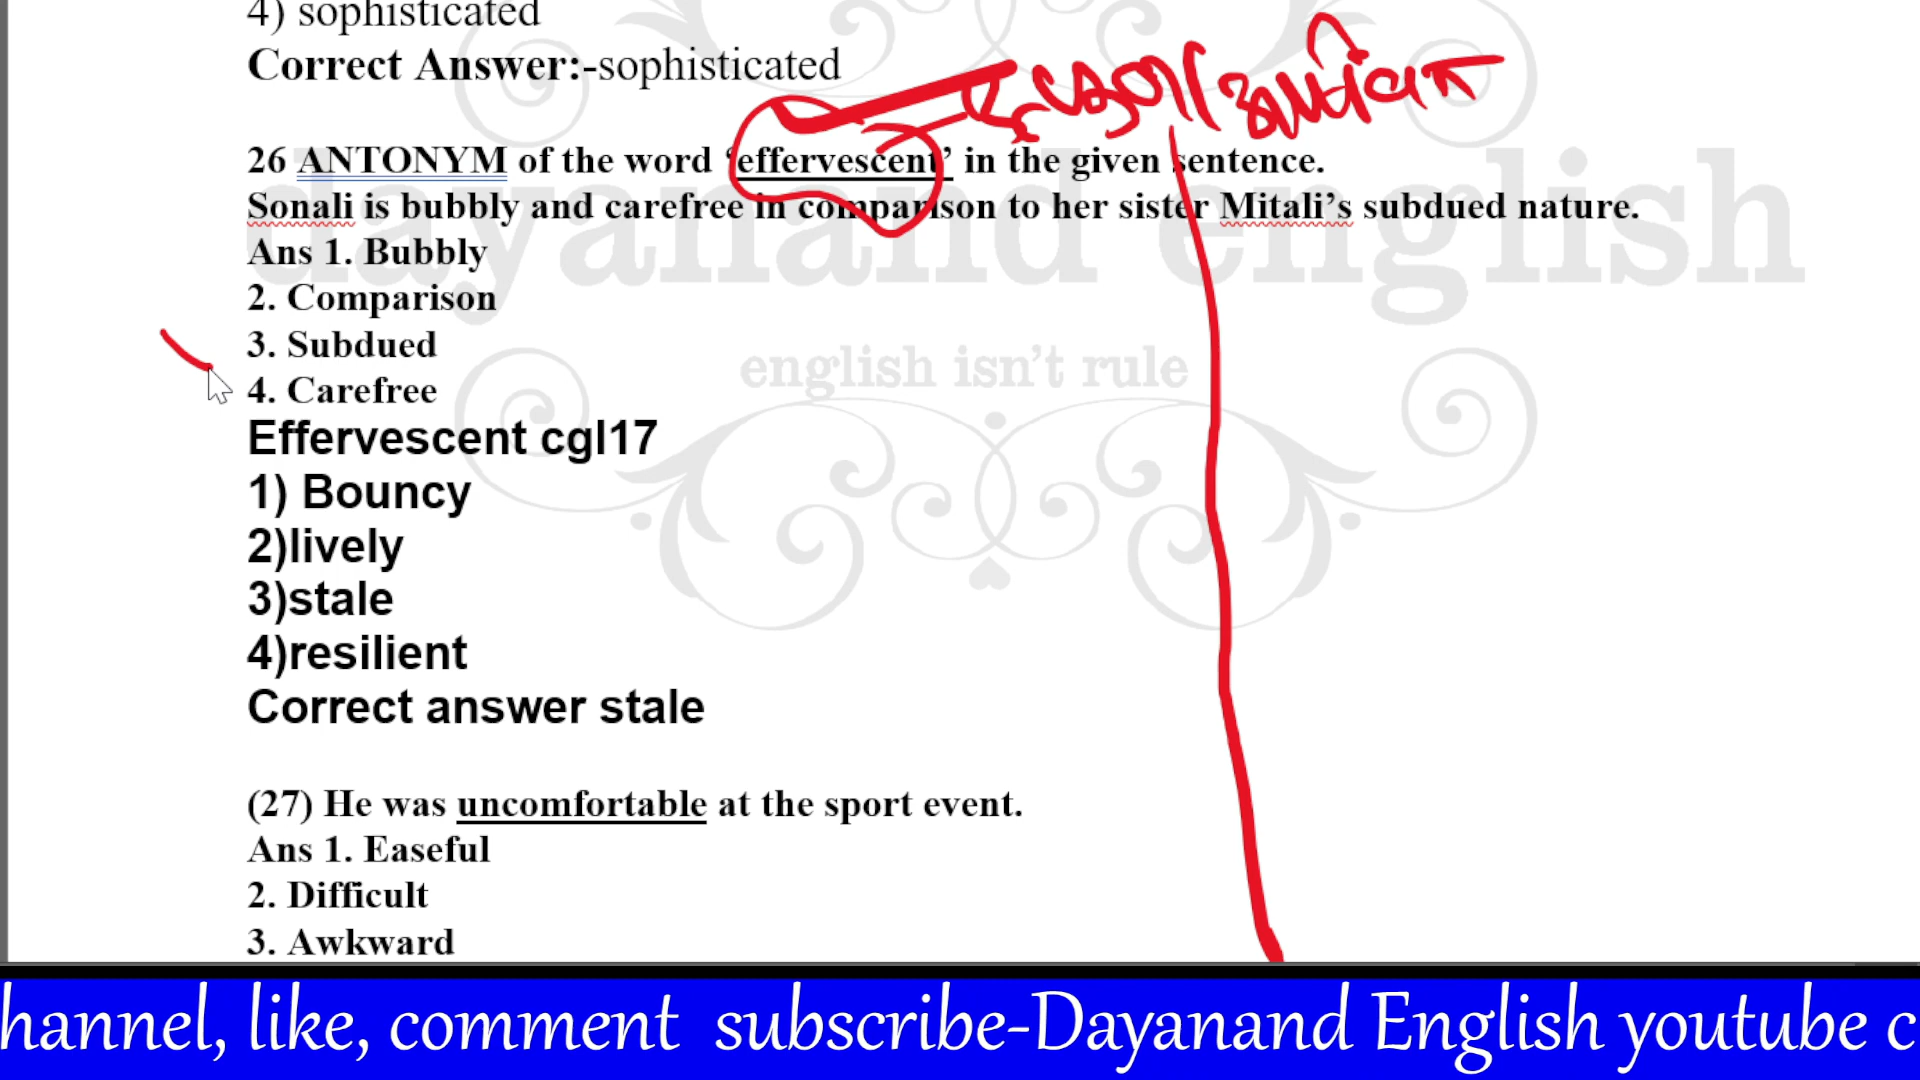 4) sophisticated
Correct Answer:-sophisticated
26 ANTONYM of the word ‘effervescent’ in the given sentence.
Sonali is bubbly and carefree in comparison to her sister Mitali’s subdued nature.
Ans 1. Bubbly
2. Comparison
3. Subdued
4. Carefree
Effervescent cgl17
1) Bouncy
2)lively
3)stale
4)resilient
Correct answer stale
(27) He was uncomfortable at the sport event.
Ans 1. Easeful
2. Difficult
3. Awkward
dayanand english
english isn’t rule
hannel, like, comment subscribe-Dayanand English youtube c